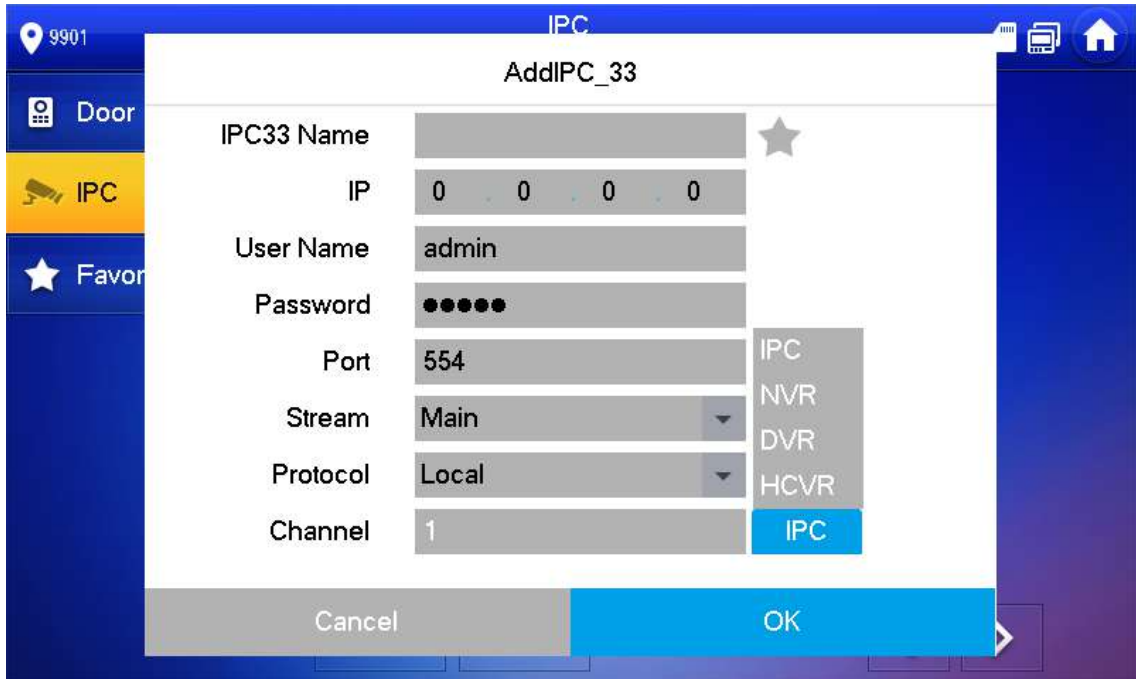 9901
IPC
AddIPC_33
Door
IPC
Favor
IPC33 Name
IP 0 . 0 . 0 . 0
User Name admin
Password ●●●●●
Port 554
Stream Main
Protocol Local
Channel 1
IPC
NVR
DVR
HCVR
IPC
Cancel
OK